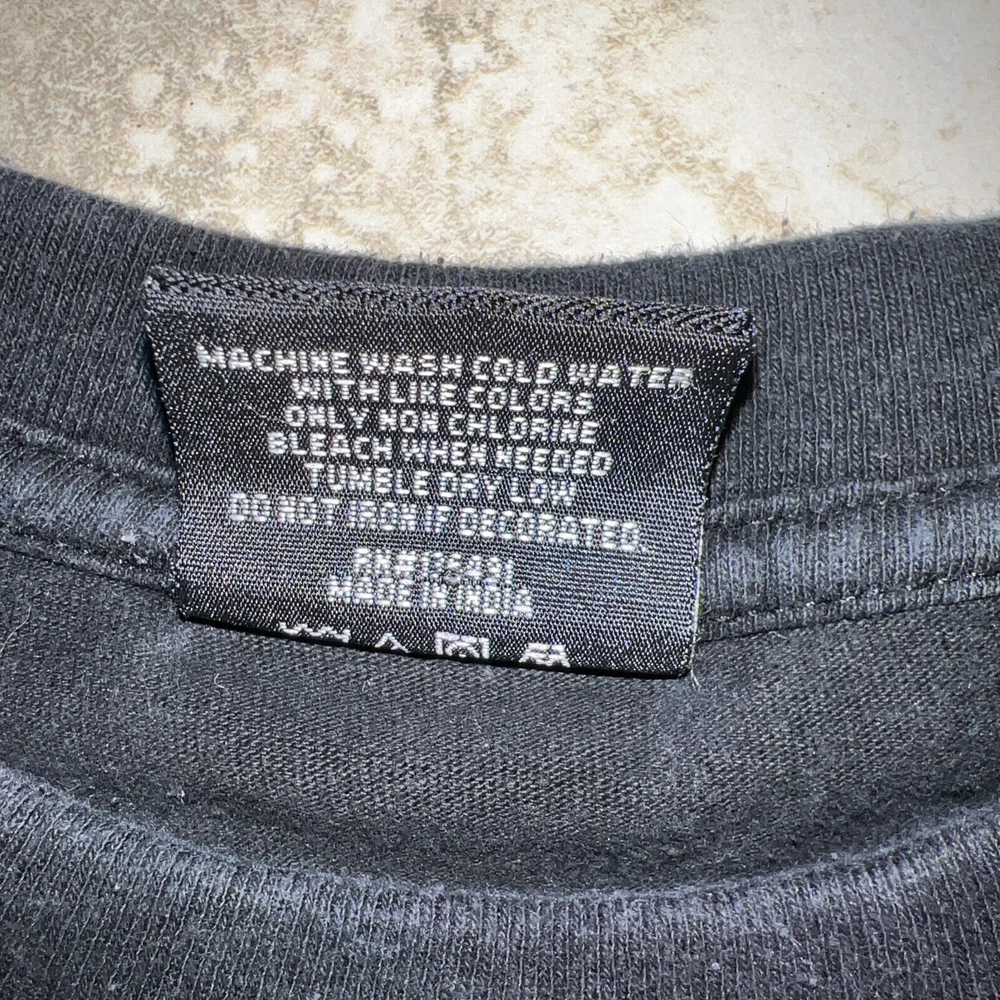 MACHINE WASH COLD WATER
WITH LIKE COLORS
ONLY NON CHLORINE
BLEACH WHEN NEEDED
TUMBLE DRY LOW
DO NOT IRON IF DECORATED.
MADE IN INDIA